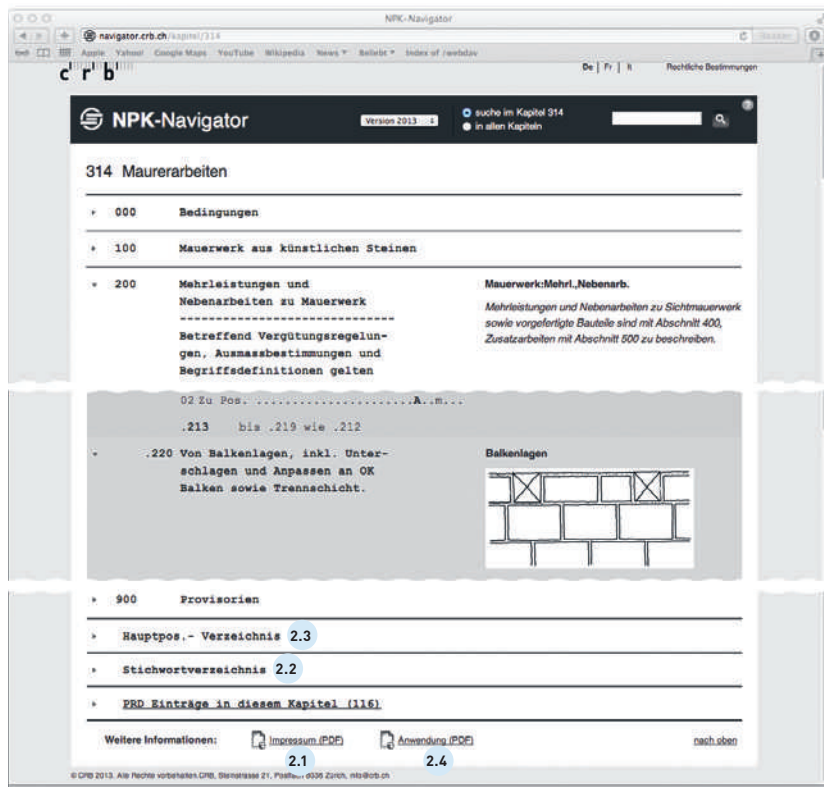 NPK-Navigator
navigator.crb.ch/kapitel/314
Apple Yahoo! Google Maps YouTube Wikipedia News Beliebt Index of /webdav
crb
De | Fr | It Rechtliche Bestimmungen
NPK-Navigator Version 2013 suche im Kapitel 314
in allen Kapiteln
314 Maurerarbeiten
000 Bedingungen
100 Mauerwerk aus künstlichen Steinen
200 Mehrleistungen und Mauerwerk:Mehrl.,Nebenarb.
Nebenarbeiten zu Mauerwerk
------------------------------
Mehrleistungen und Nebenarbeiten zu Sichtmauerwerk
sowie vorgefertigte Bauteile sind mit Abschnitt 400,
Zusatzarbeiten mit Abschnitt 500 zu beschreiben.
Betreffend Vergütungsregelun-
gen, Ausmassbestimmungen und
Begriffsdefinitionen gelten
02 Zu Pos. .......................A..m...
.213 bis .219 wie .212
.220 Von Balkenlagen, inkl. Unter- Balkenlagen
schlagen und Anpassen an OK
Balken sowie Trennschicht.
900 Provisorien
Hauptpos.- Verzeichnis 2.3
Stichwortverzeichnis 2.2
PRD Einträge in diesem Kapitel (116)
Weitere Informationen: Impressum (PDF) Anwendung (PDF) nach oben
2.1 2.4
© CRB 2013. Alle Rechte vorbehalten.CRB, Steinstrasse 21, Postfach 8036 Zürich, info@crb.ch